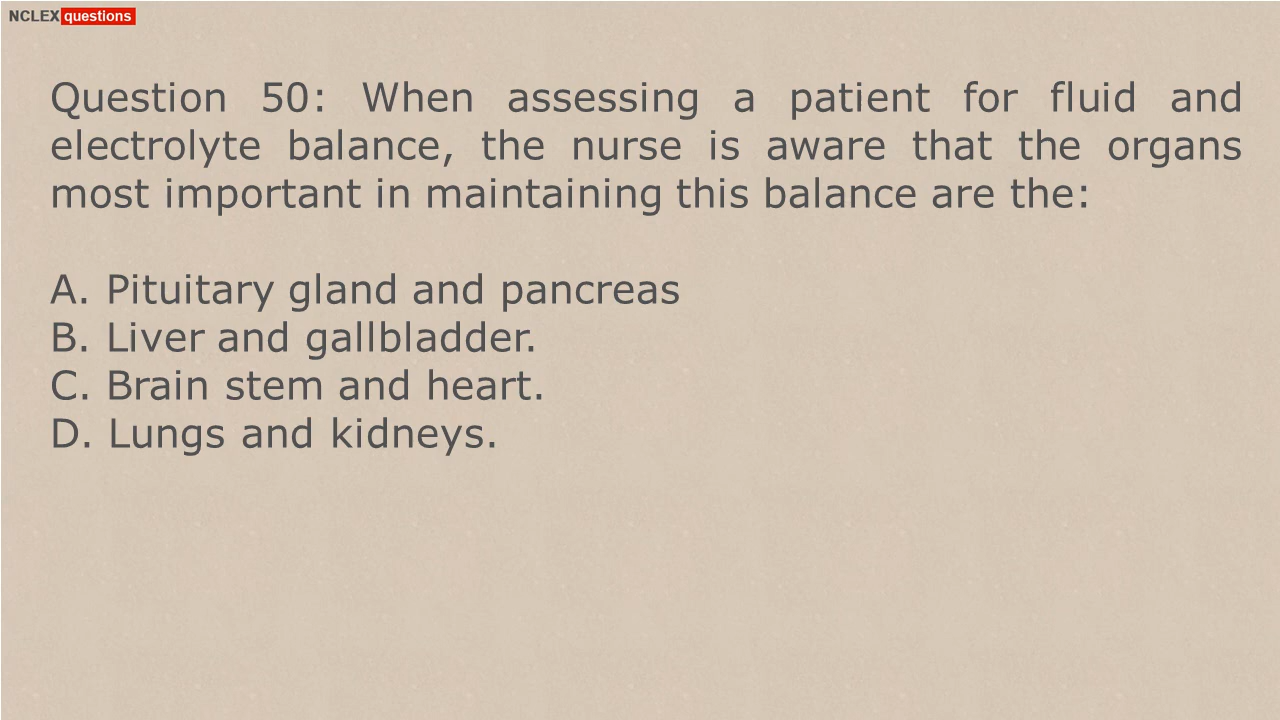 NCLEX questions
Question 50: When assessing a patient for fluid and
electrolyte balance, the nurse is aware that the organs
most important in maintaining this balance are the:
A. Pituitary gland and pancreas
B. Liver and gallbladder.
C. Brain stem and heart.
D. Lungs and kidneys.